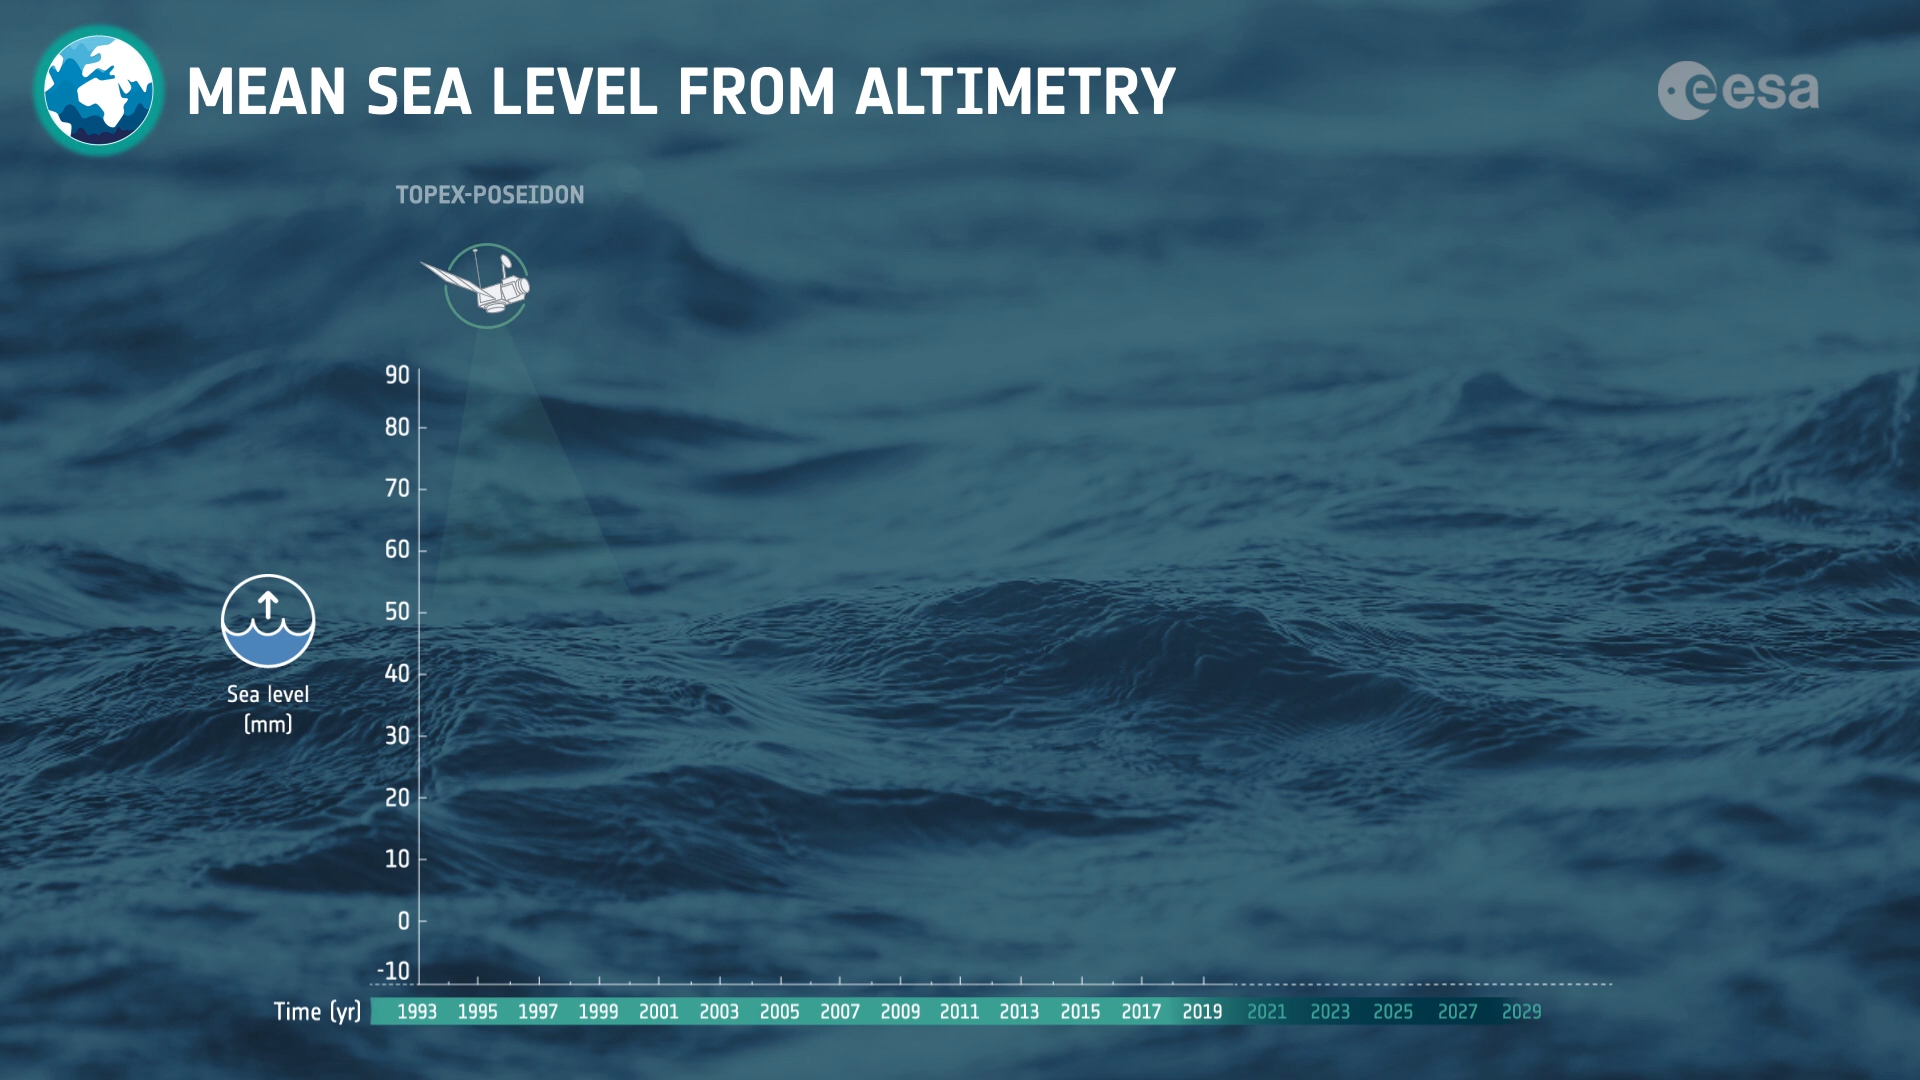 MEAN SEA LEVEL FROM ALTIMETRY
esa
TOPEX-POSEIDON
90
80
70
60
50
40
30
20
10
0
-10
Sea level
(mm)
Time (yr) 1993 1995 1997 1999 2001 2003 2005 2007 2009 2011 2013 2015 2017 2019 2021 2023 2025 2027 2029